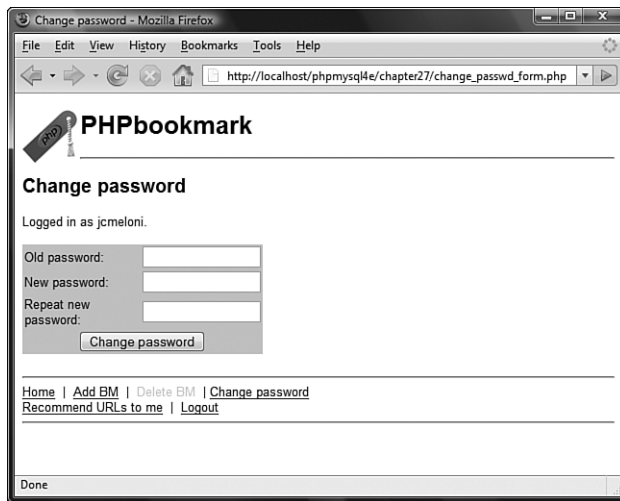 Change password - Mozilla Firefox
File Edit View History Bookmarks Tools Help
http://localhost/phpmysql4e/chapter27/change_passwd_form.php
php
PHPbookmark
Change password
Logged in as jcmeloni.
Old password:
New password:
Repeat new
password:
Change password
Home | Add BM | Delete BM | Change password
Recommend URLs to me | Logout
Done